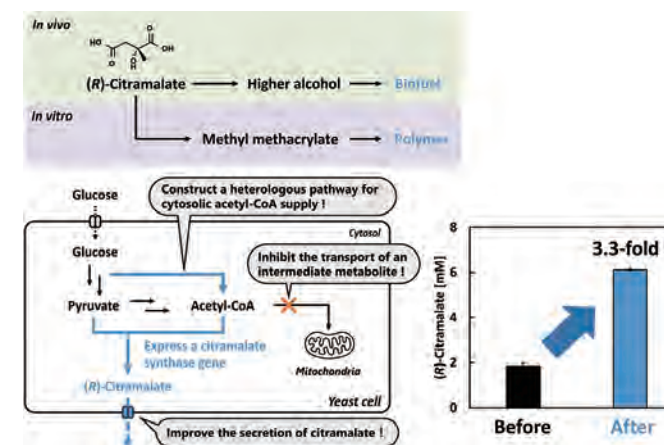 In vivo
HO
O
O
OH
OH
(R)-Citramalate
Higher alcohol
Biofuel
In vitro
Methyl methacrylate
Polymer
Construct a heterologous pathway for
cytosolic acetyl-CoA supply !
Glucose
Cytosol
Glucose
Inhibit the transport of an
intermediate metabolite !
Pyruvate
Acetyl-CoA
Express a citramalate
synthase gene
Mitochondria
(R)-Citramalate
Yeast cell
Improve the secretion of citramalate !
(R)-Citramalate [mM]
8
6
4
2
0
3.3-fold
Before
After